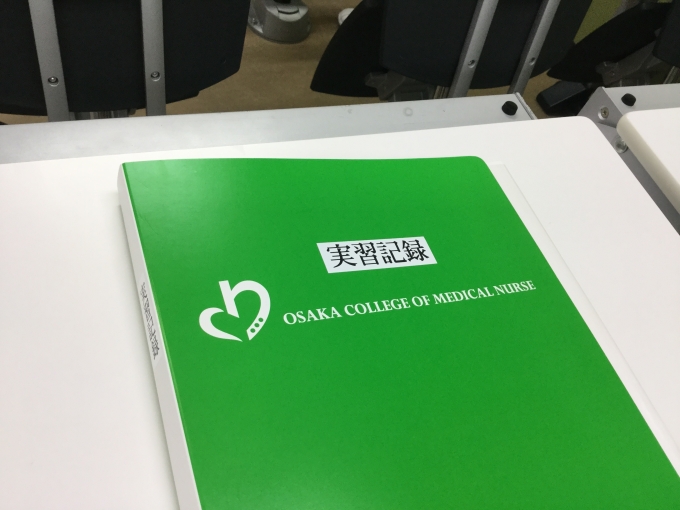 実習記録
OSAKA COLLEGE OF MEDICAL NURSE